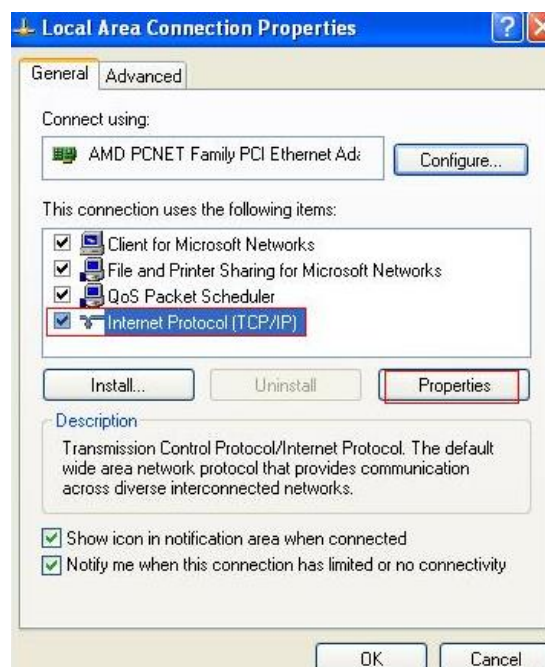 Local Area Connection Properties
General Advanced
Connect using:
AMD PCNET Family PCI Ethernet Ada
Configure...
This connection uses the following items:
Client for Microsoft Networks
File and Printer Sharing for Microsoft Networks
QoS Packet Scheduler
Internet Protocol (TCP/IP)
Install... Uninstall Properties
Description
Transmission Control Protocol/Internet Protocol. The default
wide area network protocol that provides communication
across diverse interconnected networks.
Show icon in notification area when connected
Notify me when this connection has limited or no connectivity
OK Cancel